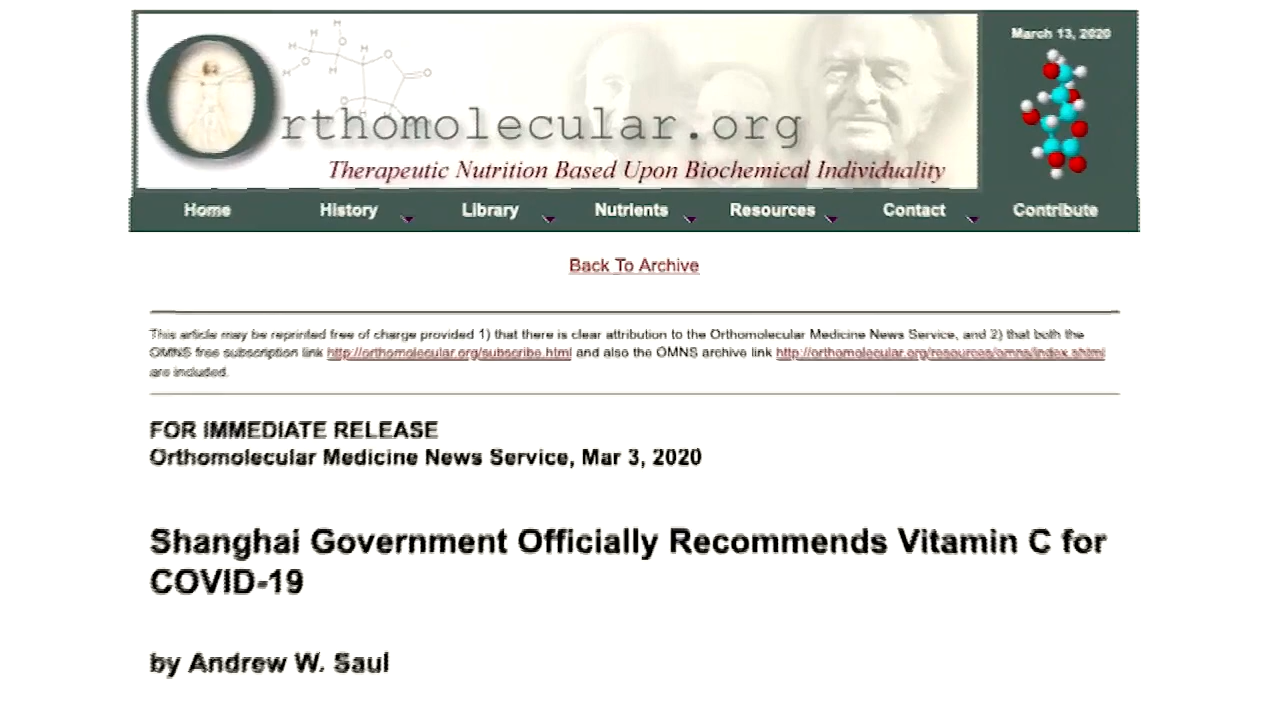 March 13, 2020
Orthomolecular.org
Therapeutic Nutrition Based Upon Biochemical Individuality
Home History Library Nutrients Resources Contact Contribute
Back To Archive
This article may be reprinted free of charge provided 1) that there is clear attribution to the Orthomolecular Medicine News Service, and 2) that both the
OMNS free subscription link http://orthomolecular.org/subscribe.html and also the OMNS archive link http://orthomolecular.org/resources/omns/index.shtml
are included.
FOR IMMEDIATE RELEASE
Orthomolecular Medicine News Service, Mar 3, 2020
Shanghai Government Officially Recommends Vitamin C for
COVID-19
by Andrew W. Saul